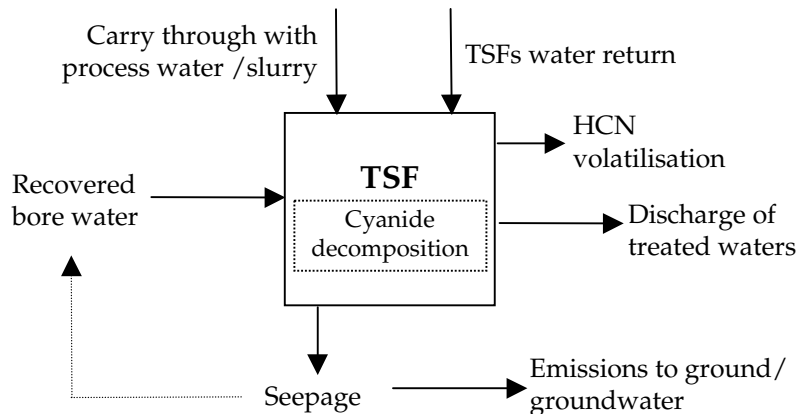 Carry through with
process water /slurry
TSFs water return
HCN
volatilisation
TSF
Recovered
bore water
Cyanide
decomposition
Discharge of
treated waters
Seepage
Emissions to ground/
groundwater